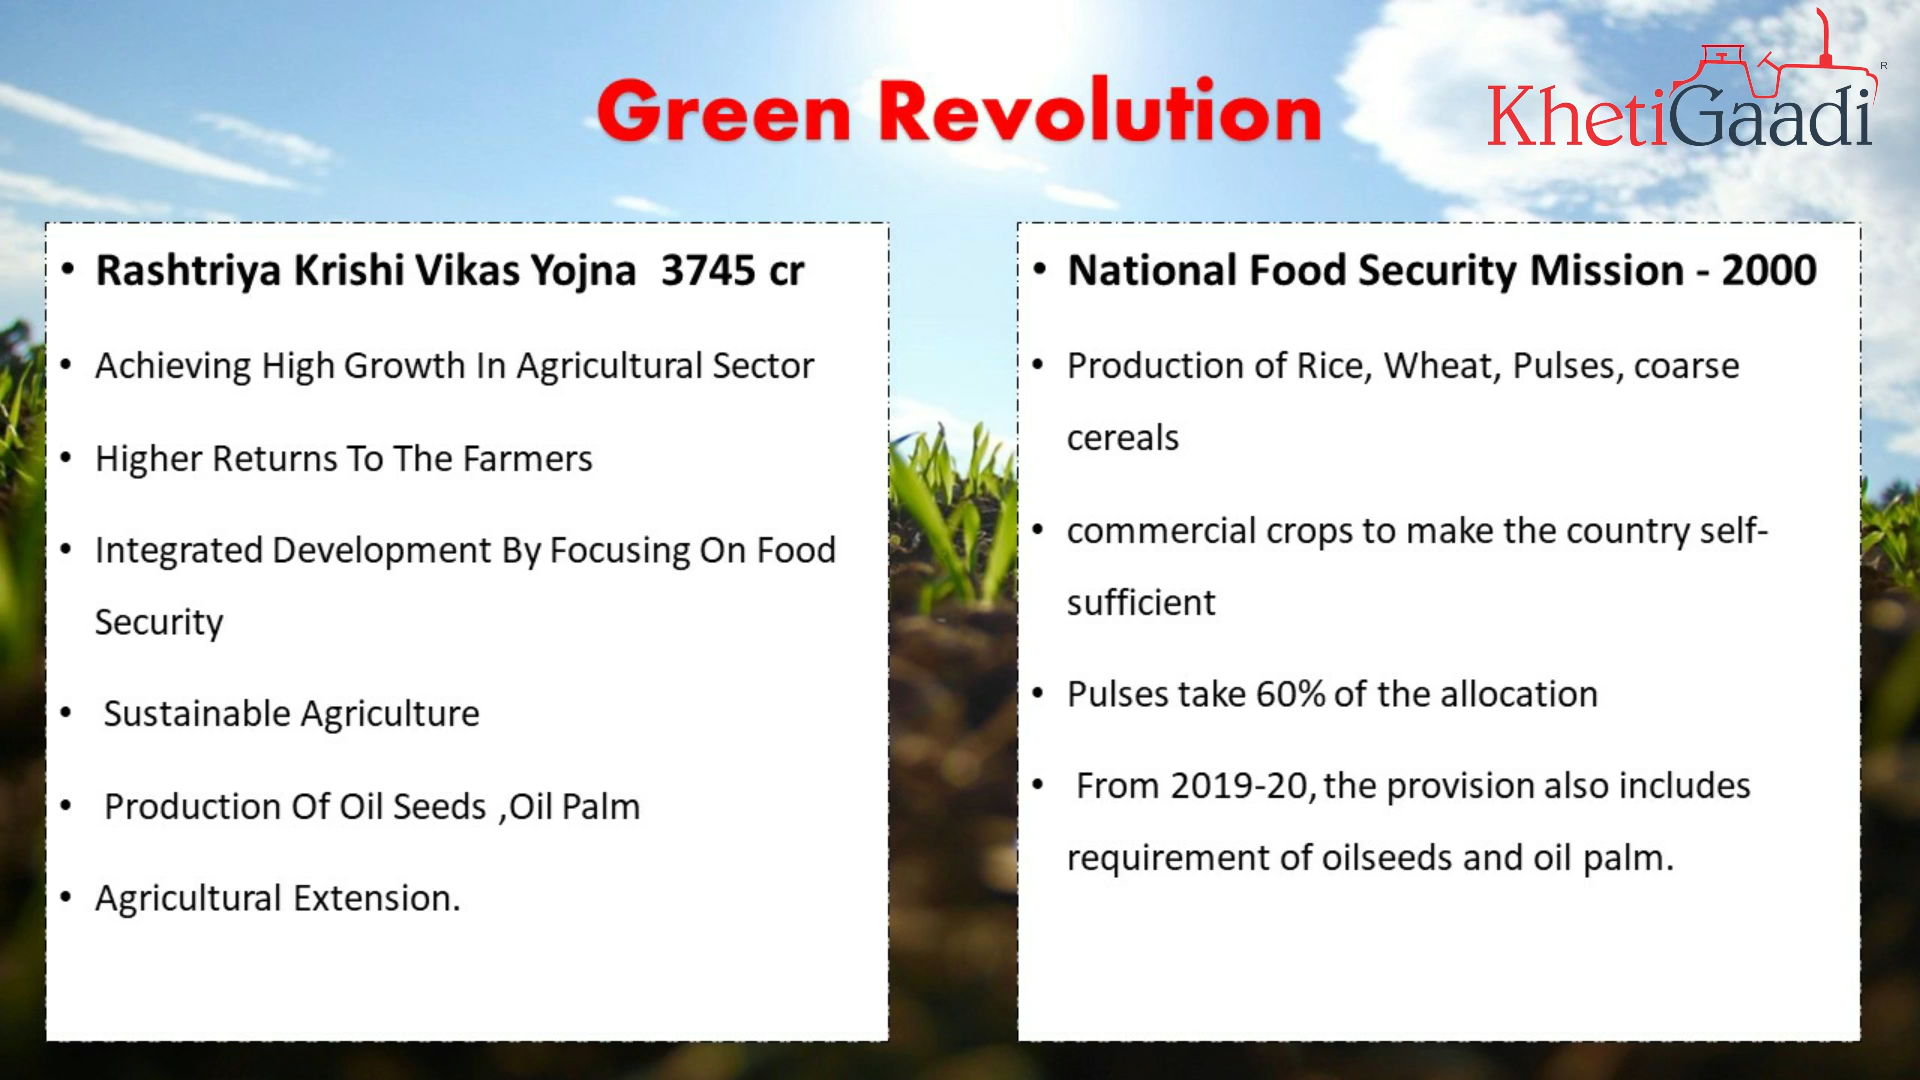 Green Revolution
KhetiGaadi
R
• Rashtriya Krishi Vikas Yojna  3745 cr
• Achieving High Growth In Agricultural Sector
• Higher Returns To The Farmers
• Integrated Development By Focusing On Food
Security
• Sustainable Agriculture
• Production Of Oil Seeds ,Oil Palm
• Agricultural Extension.
• National Food Security Mission - 2000
• Production of Rice, Wheat, Pulses, coarse
cereals
• commercial crops to make the country self-
sufficient
• Pulses take 60% of the allocation
• From 2019-20, the provision also includes
requirement of oilseeds and oil palm.